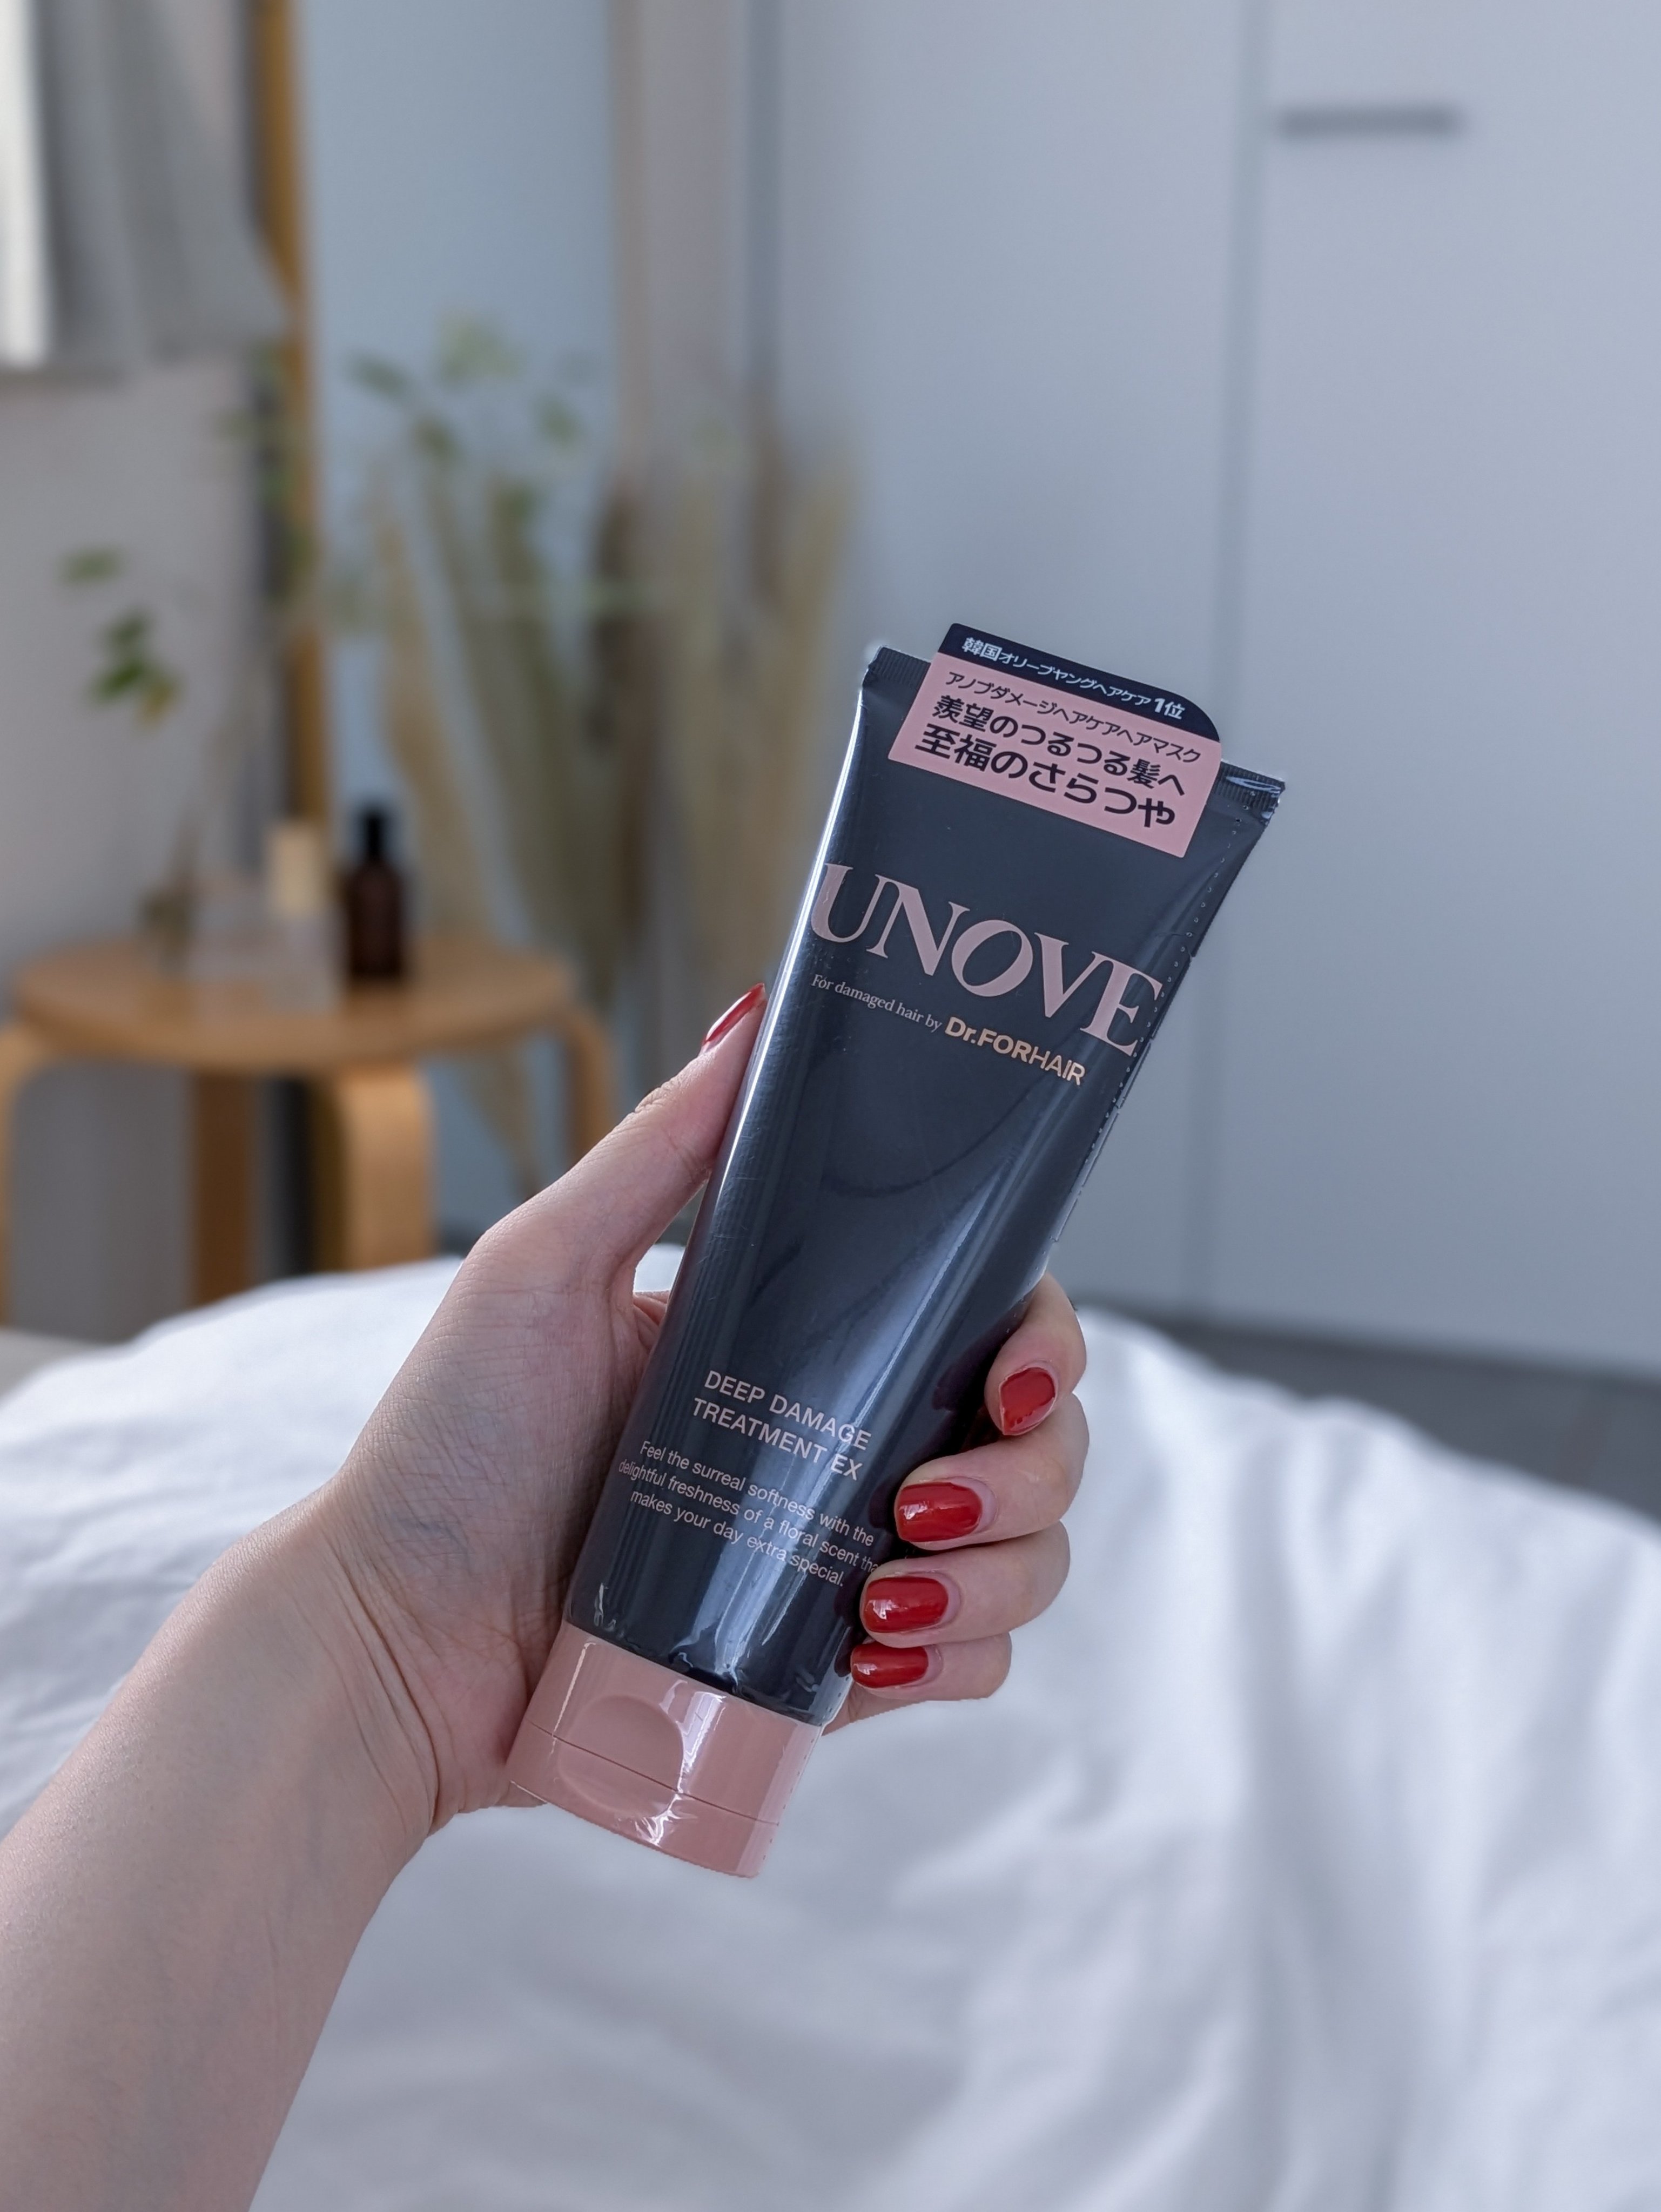 韓国オリーブヤングヘアケア1位
アノブダメージヘアケアヘアマスク
羨望のつるつる髪へ
至福のさらつや
UNOVE
For damaged hair by Dr.FORHAIR
DEEP DAMAGE
TREATMENT EX
Feel the surreal softness with the
delightful freshness of a floral scent
makes your day extra special.